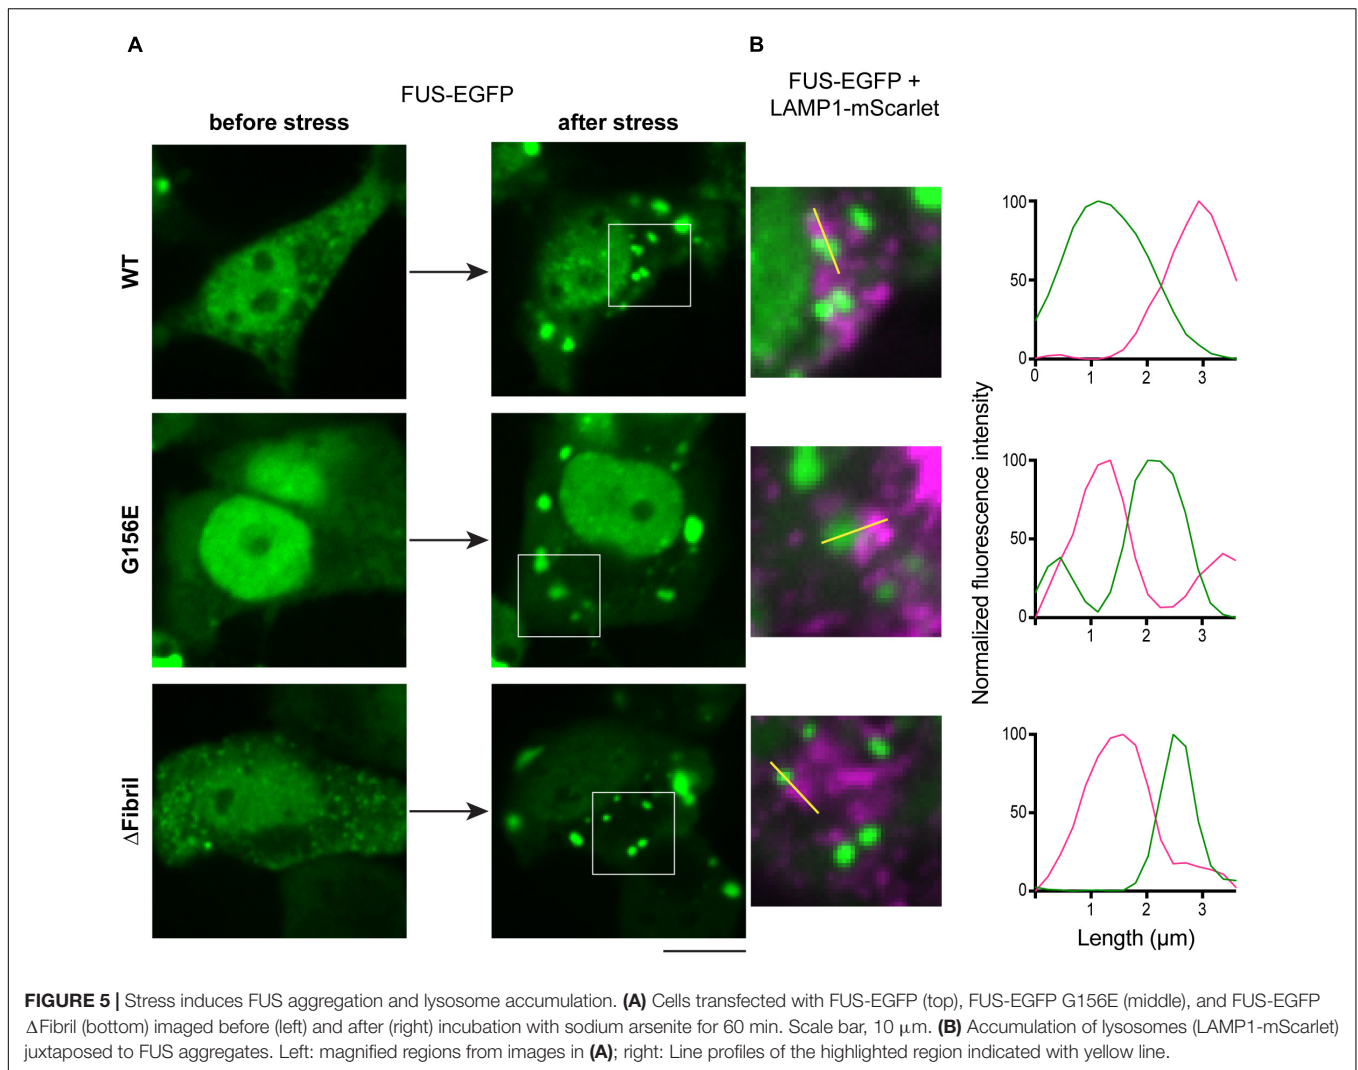 A
B
FUS-EGFP
FUS-EGFP +
LAMP1-mScarlet
before stress
after stress
WT
100
50
0
0
1
2
3
G156E
100
50
0
1
2
3
ΔFibril
100
50
0
1
2
3
Normalized fluorescence intensity
Length (μm)
FIGURE 5 | Stress induces FUS aggregation and lysosome accumulation. (A) Cells transfected with FUS-EGFP (top), FUS-EGFP G156E (middle), and FUS-EGFP
ΔFibril (bottom) imaged before (left) and after (right) incubation with sodium arsenite for 60 min. Scale bar, 10 μm. (B) Accumulation of lysosomes (LAMP1-mScarlet)
juxtaposed to FUS aggregates. Left: magnified regions from images in (A); right: Line profiles of the highlighted region indicated with yellow line.